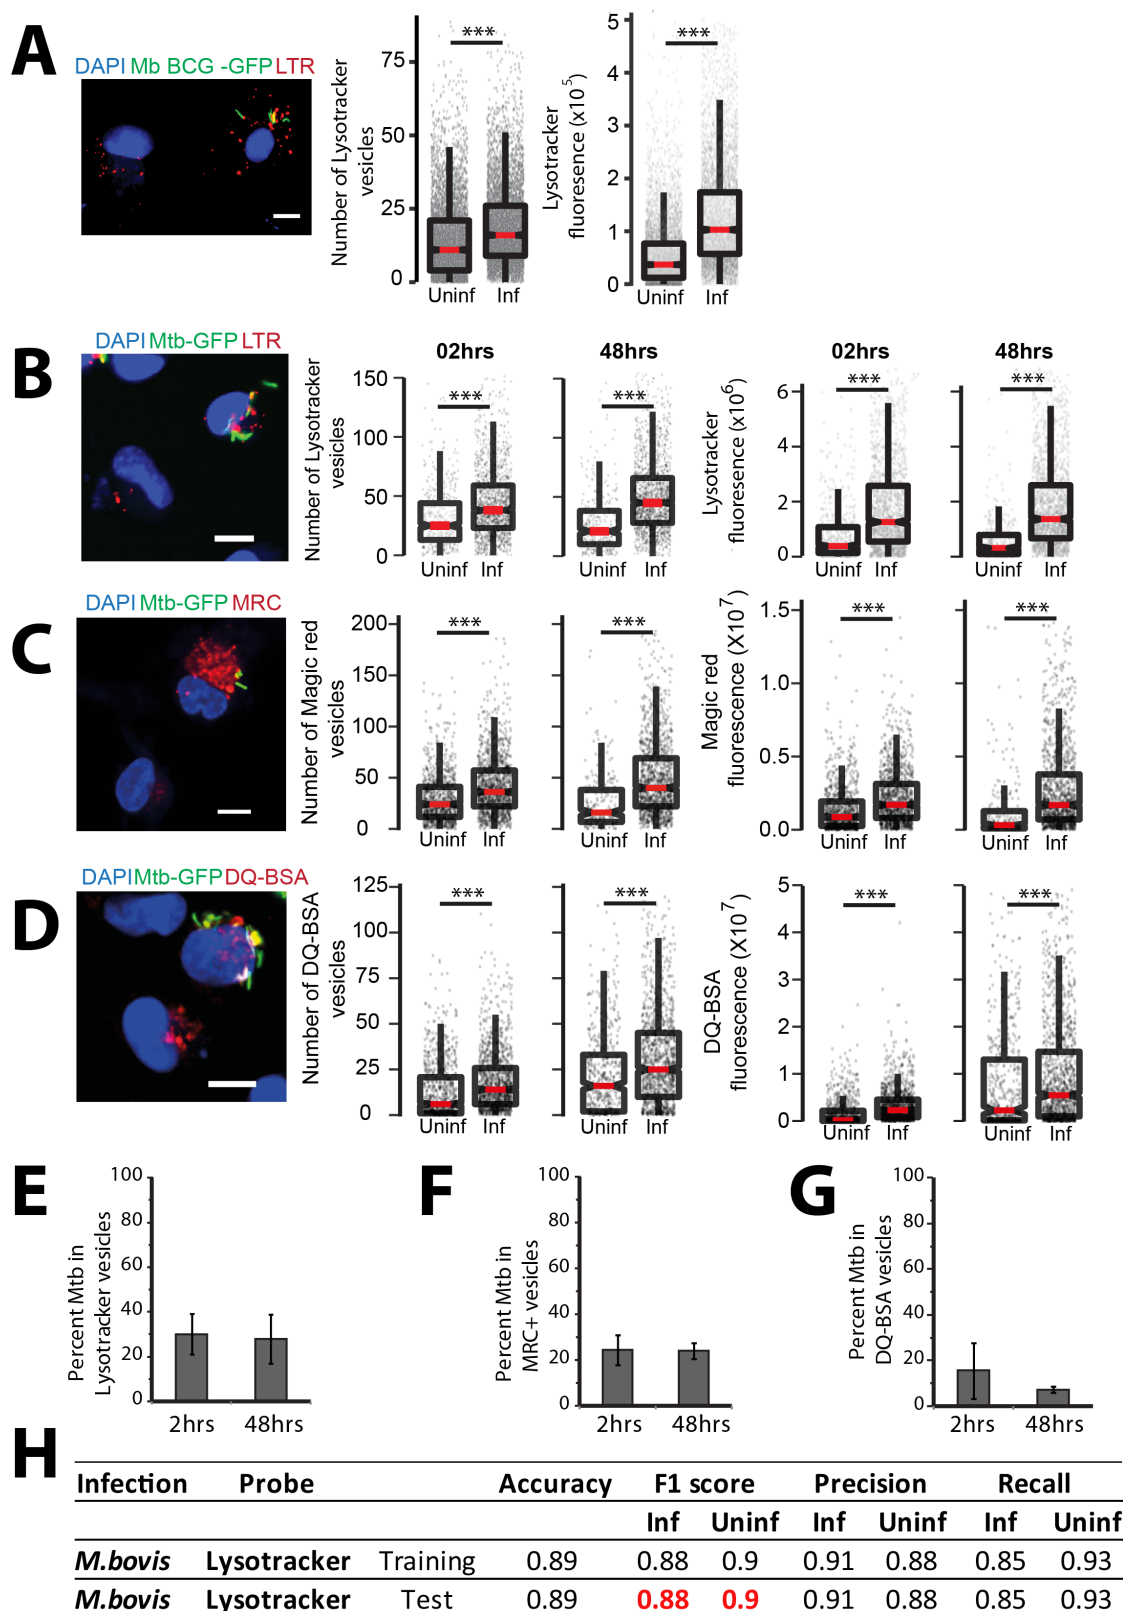 A
DAPI Mb BCG -GFP LTR
Number of Lysotracker
vesicles
75
50
25
0
***
Uninf Inf
Lysotracker
fluoresence (x10 5)
5
4
3
2
1
0
***
Uninf Inf
B
DAPI Mtb-GFP LTR
Number of Lysotracker
vesicles
150
100
50
0
02hrs
***
Uninf Inf
48hrs
***
Uninf Inf
Lysotracker
fluoresence (x10 6)
6
4
2
0
02hrs
***
Uninf Inf
48hrs
***
Uninf Inf
C
DAPI Mtb-GFP MRC
Number of Magic red
vesicles
200
150
100
50
0
***
Uninf Inf
***
Uninf Inf
Magic red
fluorescence (X10 7)
1.5
1.0
0.5
0.0
***
Uninf Inf
***
Uninf Inf
D
DAPI Mtb-GFP DQ-BSA
Number of DQ-BSA
vesicles
125
100
75
50
25
0
***
Uninf Inf
***
Uninf Inf
DQ-BSA
fluorescence (X10 7)
5
4
3
2
1
0
***
Uninf Inf
***
Uninf Inf
E
Percent Mtb in
Lysotracker vesicles
100
80
60
40
20
0
2hrs 48hrs
F
Percent Mtb in
MRC+ vesicles
100
80
60
40
20
0
2hrs 48hrs
G
Percent Mtb in
DQ-BSA vesicles
100
80
60
40
20
0
2hrs 48hrs
H
Infection Probe Accuracy F1 score Precision Recall
Inf Uninf Inf Uninf Inf Uninf
M.bovis Lysotracker Training 0.89 0.88 0.9 0.91 0.88 0.85 0.93
M.bovis Lysotracker Test 0.89 0.88 0.9 0.91 0.88 0.85 0.93